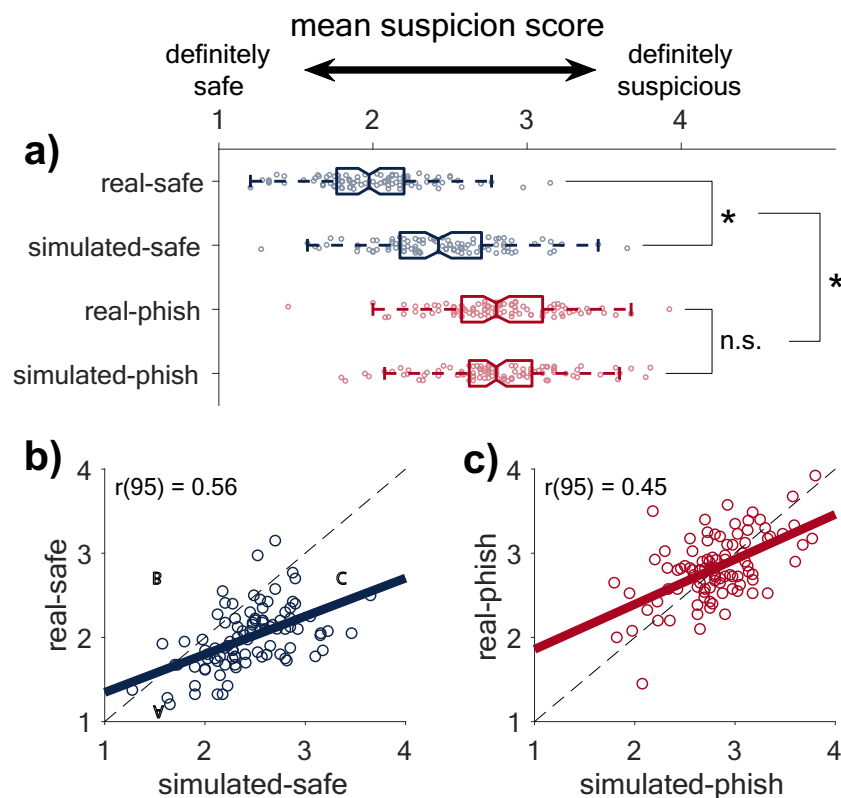 mean suspicion score
definitely safe
definitely suspicious
1 2 3 4
a)
real-safe
*
simulated-safe
*
real-phish
n.s.
simulated-phish
b)
r(95) = 0.56
4
3
2
1
real-safe
B
C
A
1 2 3 4
simulated-safe
c)
r(95) = 0.45
4
3
2
1
real-phish
1 2 3 4
simulated-phish